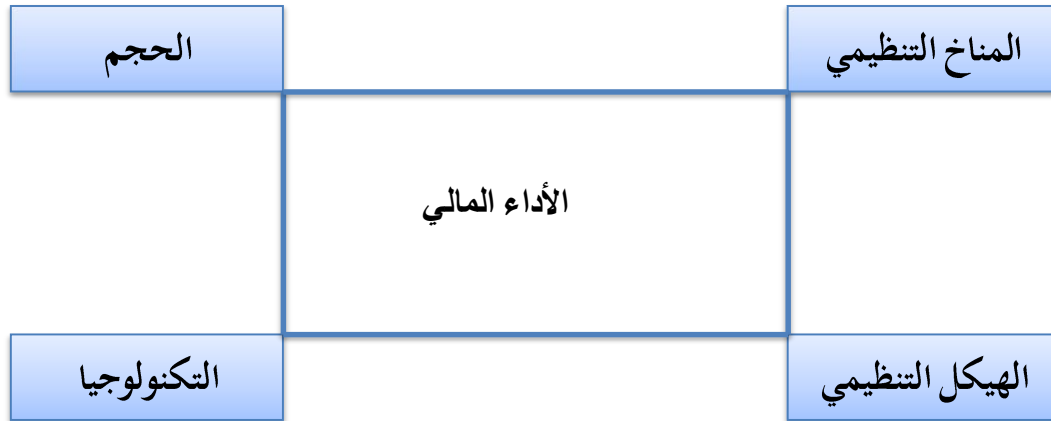 المناخ التنظيمي
الحجم
الأداء المالي
الهيكل التنظيمي
التكنولوجيا